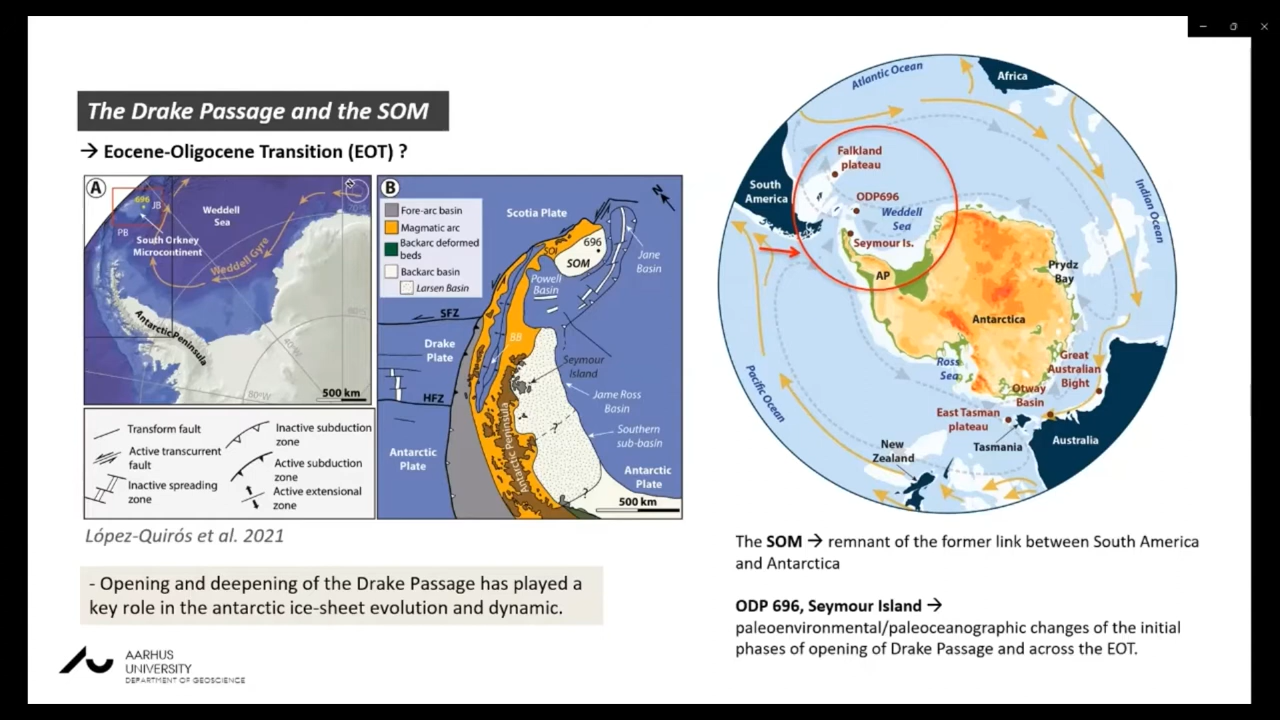 The Drake Passage and the SOM
→ Eocene-Oligocene Transition (EOT) ?
A
696
JB
PB
Weddell
Sea
South Orkney
Microcontinent
Weddell Gyre
Antarctic Peninsula
40°W
80°W
500 km
B
Fore-arc basin
Magmatic arc
Backarc deformed
beds
Backarc basin
Larsen Basin
Scotia Plate
N
SOI
696
SOM
Jane
Basin
Powell
Basin
SFZ
Drake
Plate
BB
Seymour
Island
HFZ
Jame Ross
Basin
Antarctic Peninsula
?
Southern
sub-basin
Antarctic
Plate
Antarctic
Plate
?
500 km
Transform fault
Active transcurrent
fault
Inactive spreading
zone
Inactive subduction
zone
Active subduction
zone
Active extensional
zone
López-Quirós et al. 2021
- Opening and deepening of the Drake Passage has played a
key role in the antarctic ice-sheet evolution and dynamic.
AARHUS
UNIVERSITY
DEPARTMENT OF GEOSCIENCE
Atlantic Ocean
Africa
Falkland
plateau
South
America
ODP696
Weddell
Sea
Seymour Is.
Indian Ocean
AP
Prydz
Bay
Antarctica
Ross
Sea
Great
Australian
Bight
Otway
Basin
Pacific Ocean
East Tasman
plateau
Tasmania
Australia
New
Zealand
The SOM → remnant of the former link between South America
and Antarctica
ODP 696, Seymour Island →
paleoenvironmental/paleoceanographic changes of the initial
phases of opening of Drake Passage and across the EOT.